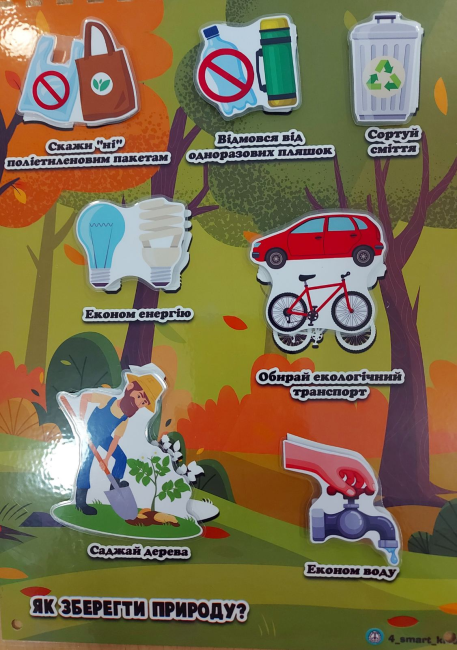 Скажи "ні"
поліетиленовим пакетам
Відмовся від
одноразових пляшок
Сортуй
сміття
Економ енергію
Обирай екологічний
транспорт
Саджай дерева
Економ воду
ЯК ЗБЕРЕГТИ ПРИРОДУ?